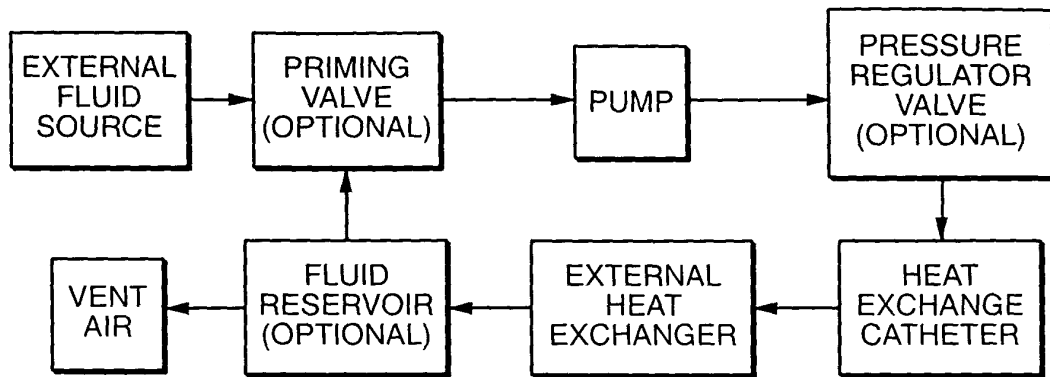 EXTERNAL
FLUID
SOURCE
PRIMING
VALVE
(OPTIONAL)
PUMP
PRESSURE
REGULATOR
VALVE
(OPTIONAL)
VENT
AIR
FLUID
RESERVOIR
(OPTIONAL)
EXTERNAL
HEAT
EXCHANGER
HEAT
EXCHANGE
CATHETER